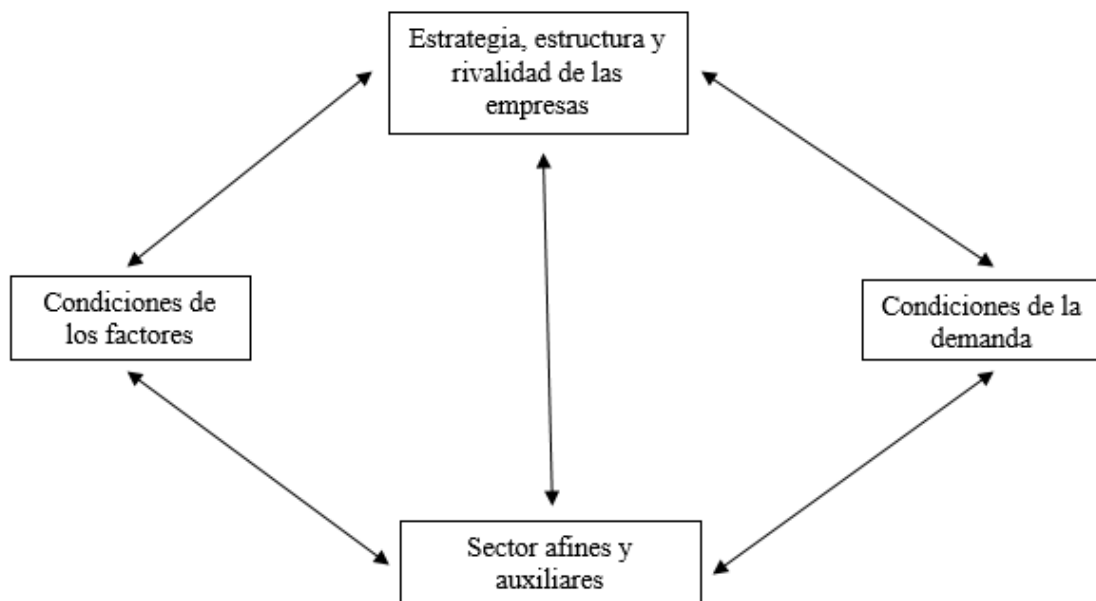 Estrategia, estructura y
rivalidad de las
empresas
Condiciones de
los factores
Condiciones de la
demanda
Sector afines y
auxiliares